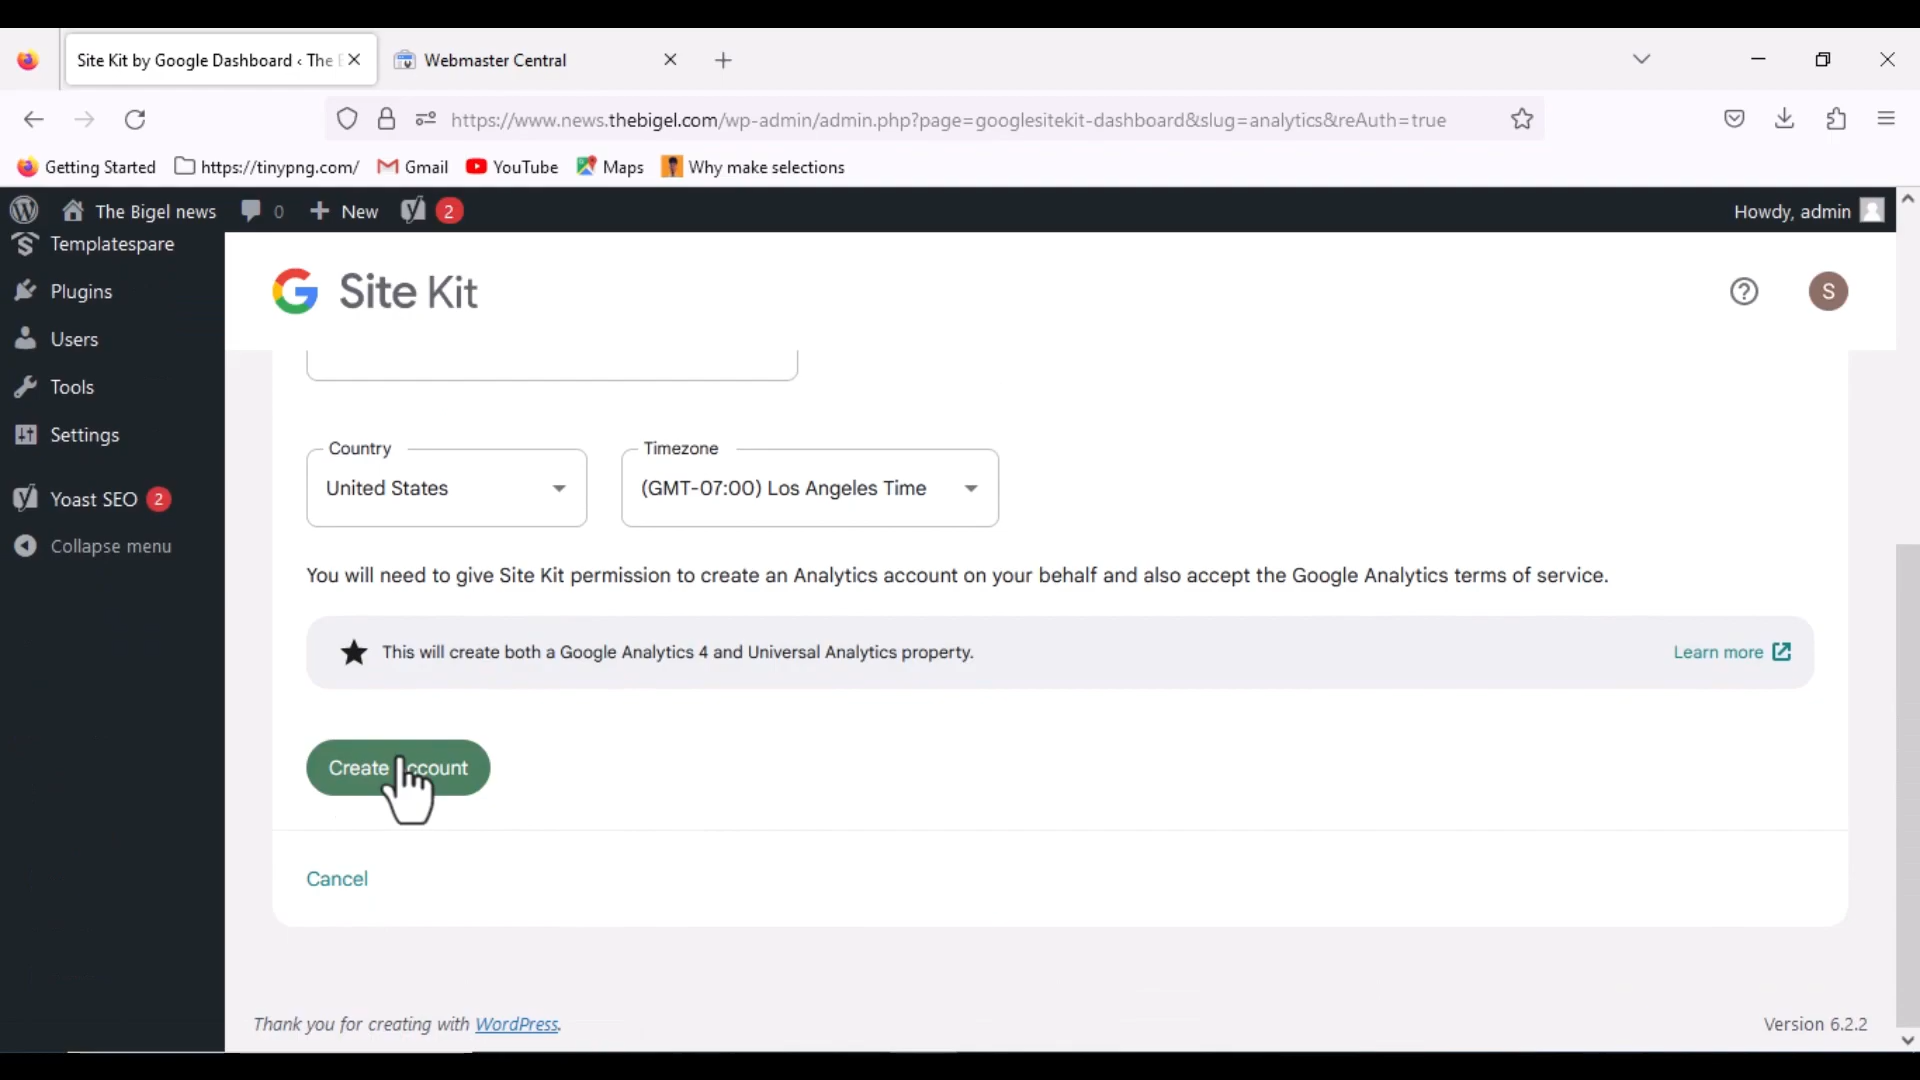 Site Kit by Google Dashboard ‹ The
Webmaster Central
https://www.news.thebigel.com/wp-admin/admin.php?page=googlesitekit-dashboard&slug=analytics&reAuth=true
Getting Started
https://tinypng.com/
Gmail
YouTube
Maps
Why make selections
The Bigel news
0
New
2
Howdy, admin
Templatespare
Plugins
Users
Tools
Settings
Yoast SEO 2
Collapse menu
Site Kit
S
Country
United States
Timezone
(GMT-07:00) Los Angeles Time
You will need to give Site Kit permission to create an Analytics account on your behalf and also accept the Google Analytics terms of service.
This will create both a Google Analytics 4 and Universal Analytics property.
Learn more
Create Account
Cancel
Thank you for creating with WordPress.
Version 6.2.2